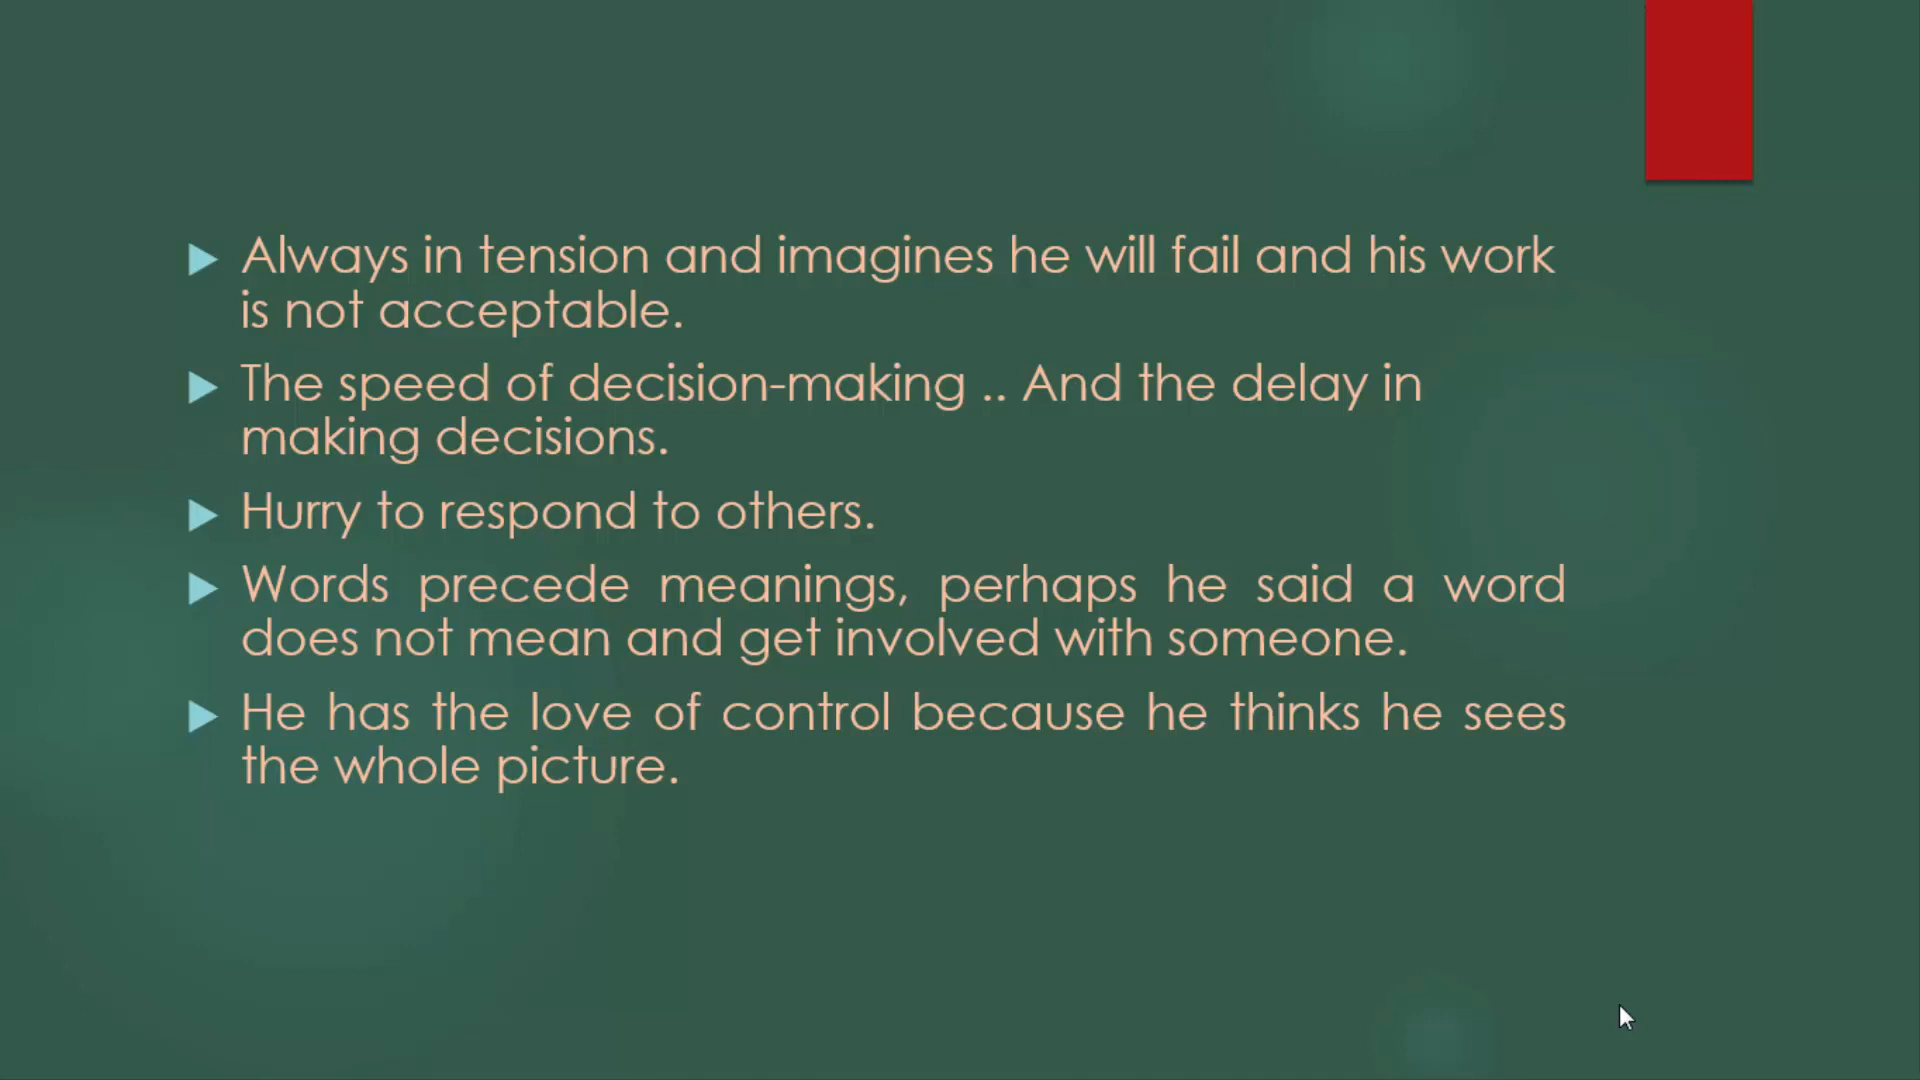 Always in tension and imagines he will fail and his work
is not acceptable.
The speed of decision-making .. And the delay in
making decisions.
Hurry to respond to others.
Words precede meanings, perhaps he said a word
does not mean and get involved with someone.
He has the love of control because he thinks he sees
the whole picture.